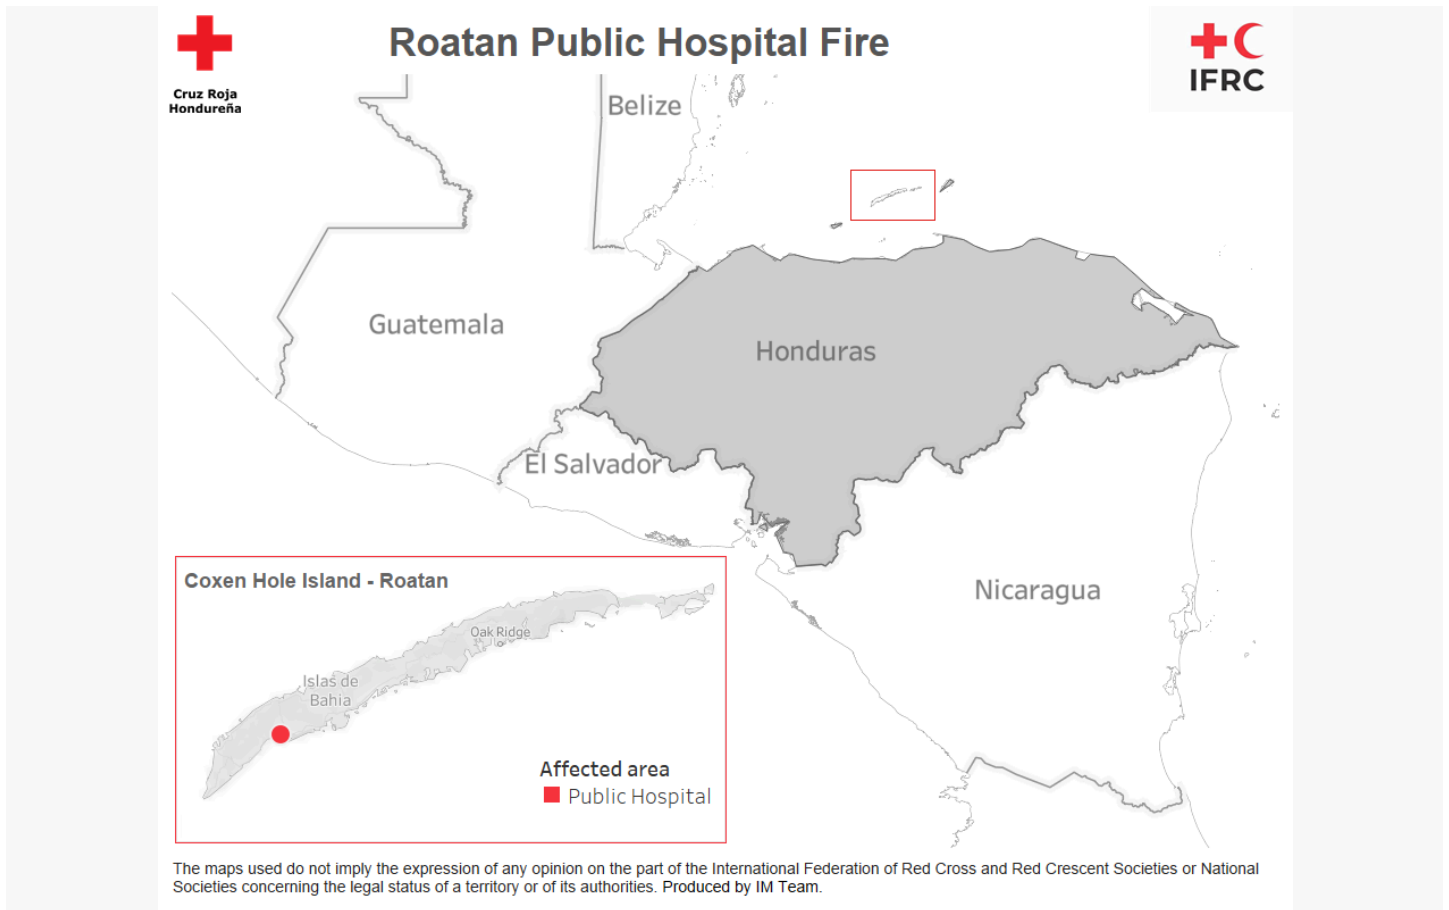 Roatan Public Hospital Fire
Cruz Roja
Hondureña
IFRC
Belize
Guatemala
Honduras
El Salvador
Nicaragua
Coxen Hole Island - Roatan
Oak Ridge
Islas de
Bahia
Affected area
Public Hospital
The maps used do not imply the expression of any opinion on the part of the International Federation of Red Cross and Red Crescent Societies or National
Societies concerning the legal status of a territory or of its authorities. Produced by IM Team.